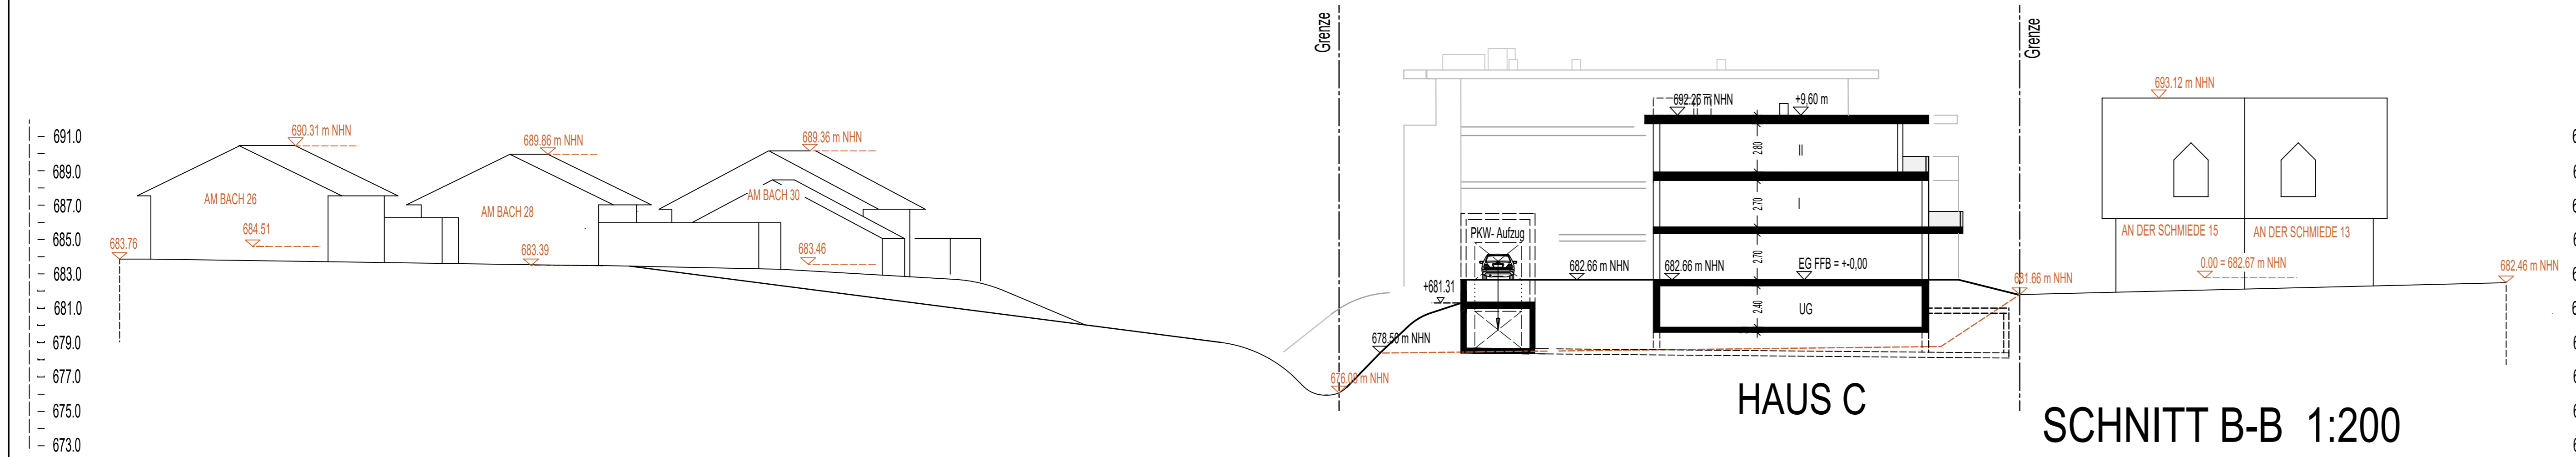 Grenze
Grenze
693.12 m NHN
692.26 m NHN
+9,60 m
691.0
690.31 m NHN
689.86 m NHN
689.36 m NHN
2.80
II
689.0
AM BACH 26
AM BACH 28
AM BACH 30
687.0
2.70
I
684.51
683.76
683.39
683.46
685.0
PKW- Aufzug
AN DER SCHMIEDE 15
AN DER SCHMIEDE 13
2.70
682.66 m NHN
682.66 m NHN
EG FFB = +-0,00
0.00 = 682.67 m NHN
682.46 m NHN
683.0
+681.31
681.66 m NHN
681.0
2.40
UG
678.50 m NHN
679.0
676.00 m NHN
677.0
675.0
673.0
HAUS C
SCHNITT B-B 1:200